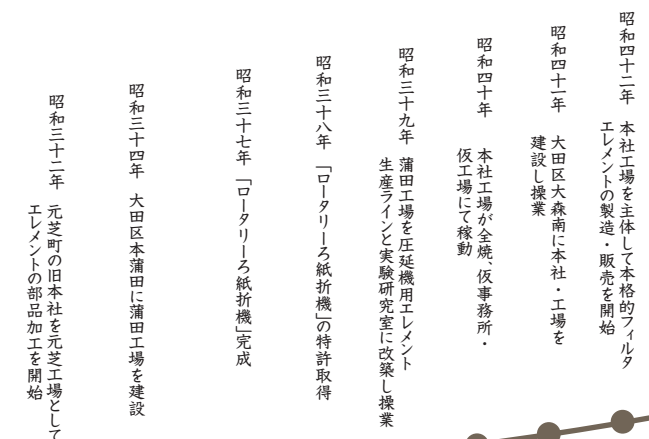 昭和四十二年 本社工場を主体して本格的フィルタ
エレメントの製造・販売を開始
昭和四十一年 大田区大森南に本社・工場を
建設し操業
昭和四十年 本社工場が全焼、仮事務所・
仮工場にて稼動
昭和三十九年 蒲田工場を圧延機用エレメント
生産ラインと実験研究室に改築し操業
昭和三十八年 「ロータリーろ紙折機」の特許取得
昭和三十七年 「ロータリーろ紙折機」完成
昭和三十四年 大田区本蒲田に蒲田工場を建設
昭和三十二年 元芝町の旧本社を元芝工場として
エレメントの部品加工を開始